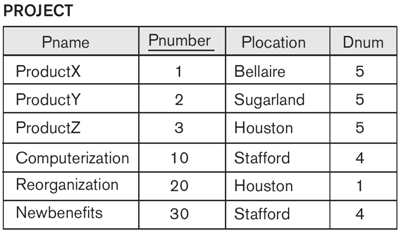 PROJECT
Pname Pnumber Plocation Dnum
ProductX 1 Bellaire 5
ProductY 2 Sugarland 5
ProductZ 3 Houston 5
Computerization 10 Stafford 4
Reorganization 20 Houston 1
Newbenefits 30 Stafford 4